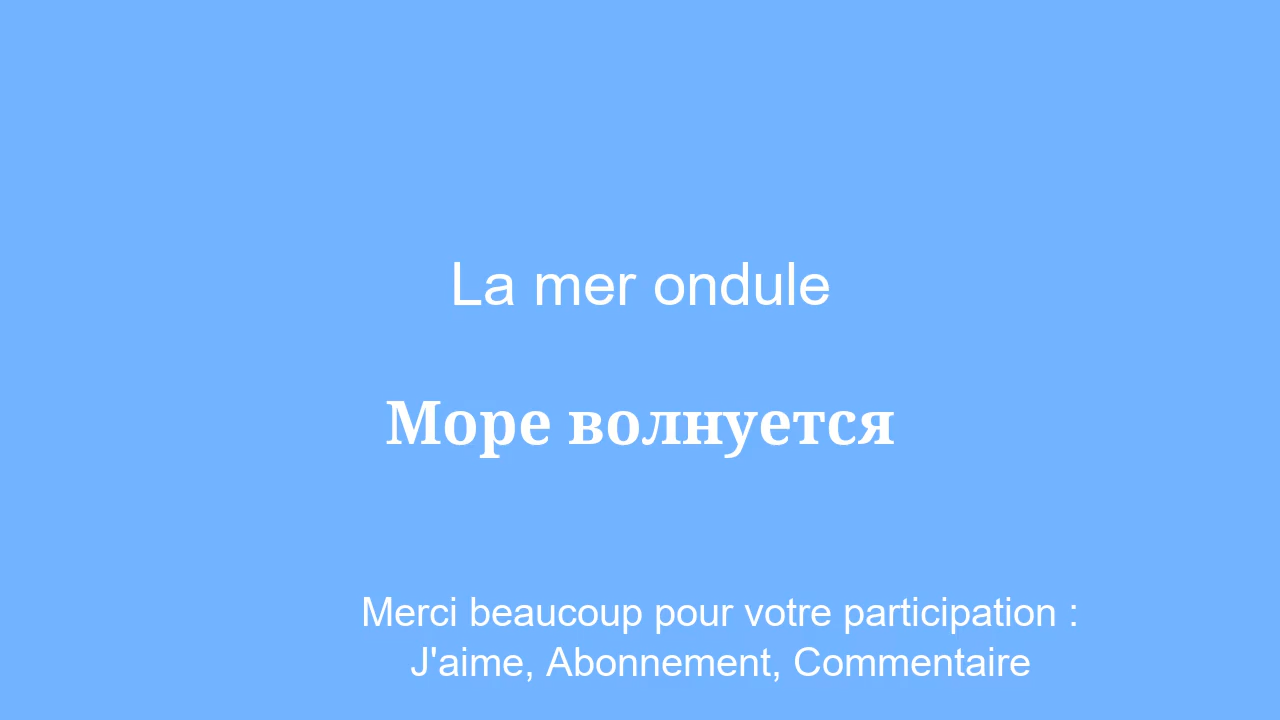 La mer ondule
Море волнуется
Merci beaucoup pour votre participation :
J'aime, Abonnement, Commentaire